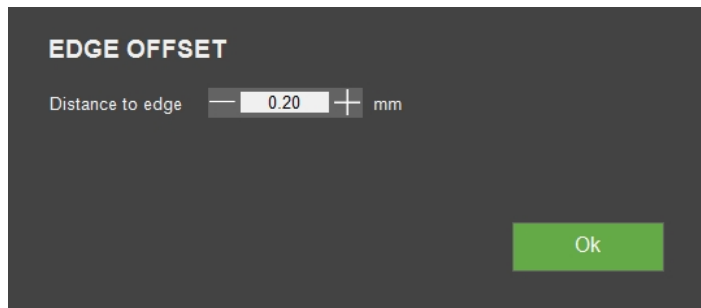 EDGE OFFSET
Distance to edge — 0.20 + mm
Ok